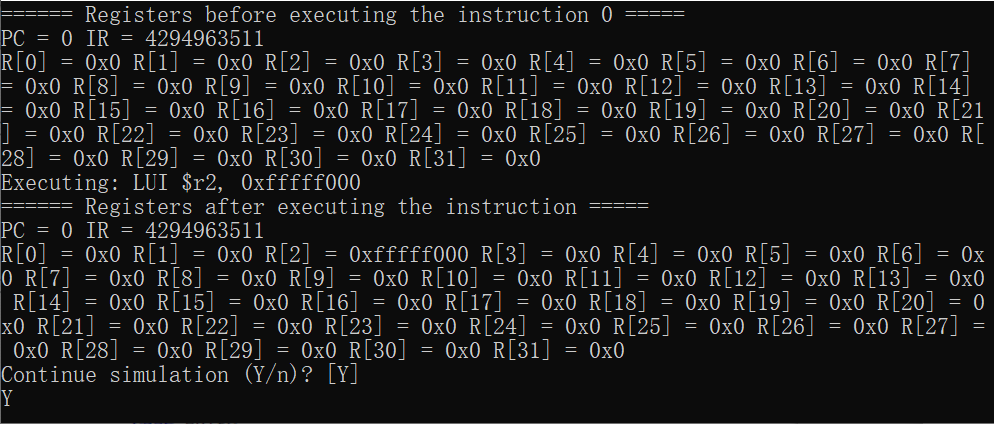 ====== Registers before executing the instruction 0 =====
PC = 0 IR = 4294963511
R[0] = 0x0 R[1] = 0x0 R[2] = 0x0 R[3] = 0x0 R[4] = 0x0 R[5] = 0x0 R[6] = 0x0 R[7]
= 0x0 R[8] = 0x0 R[9] = 0x0 R[10] = 0x0 R[11] = 0x0 R[12] = 0x0 R[13] = 0x0 R[14]
= 0x0 R[15] = 0x0 R[16] = 0x0 R[17] = 0x0 R[18] = 0x0 R[19] = 0x0 R[20] = 0x0 R[21
] = 0x0 R[22] = 0x0 R[23] = 0x0 R[24] = 0x0 R[25] = 0x0 R[26] = 0x0 R[27] = 0x0 R[
28] = 0x0 R[29] = 0x0 R[30] = 0x0 R[31] = 0x0
Executing: LUI $r2, 0xfffff000
====== Registers after executing the instruction =====
PC = 0 IR = 4294963511
R[0] = 0x0 R[1] = 0x0 R[2] = 0xfffff000 R[3] = 0x0 R[4] = 0x0 R[5] = 0x0 R[6] = 0x
0 R[7] = 0x0 R[8] = 0x0 R[9] = 0x0 R[10] = 0x0 R[11] = 0x0 R[12] = 0x0 R[13] = 0x0
R[14] = 0x0 R[15] = 0x0 R[16] = 0x0 R[17] = 0x0 R[18] = 0x0 R[19] = 0x0 R[20] = 0
x0 R[21] = 0x0 R[22] = 0x0 R[23] = 0x0 R[24] = 0x0 R[25] = 0x0 R[26] = 0x0 R[27] =
0x0 R[28] = 0x0 R[29] = 0x0 R[30] = 0x0 R[31] = 0x0
Continue simulation (Y/n)? [Y]
Y